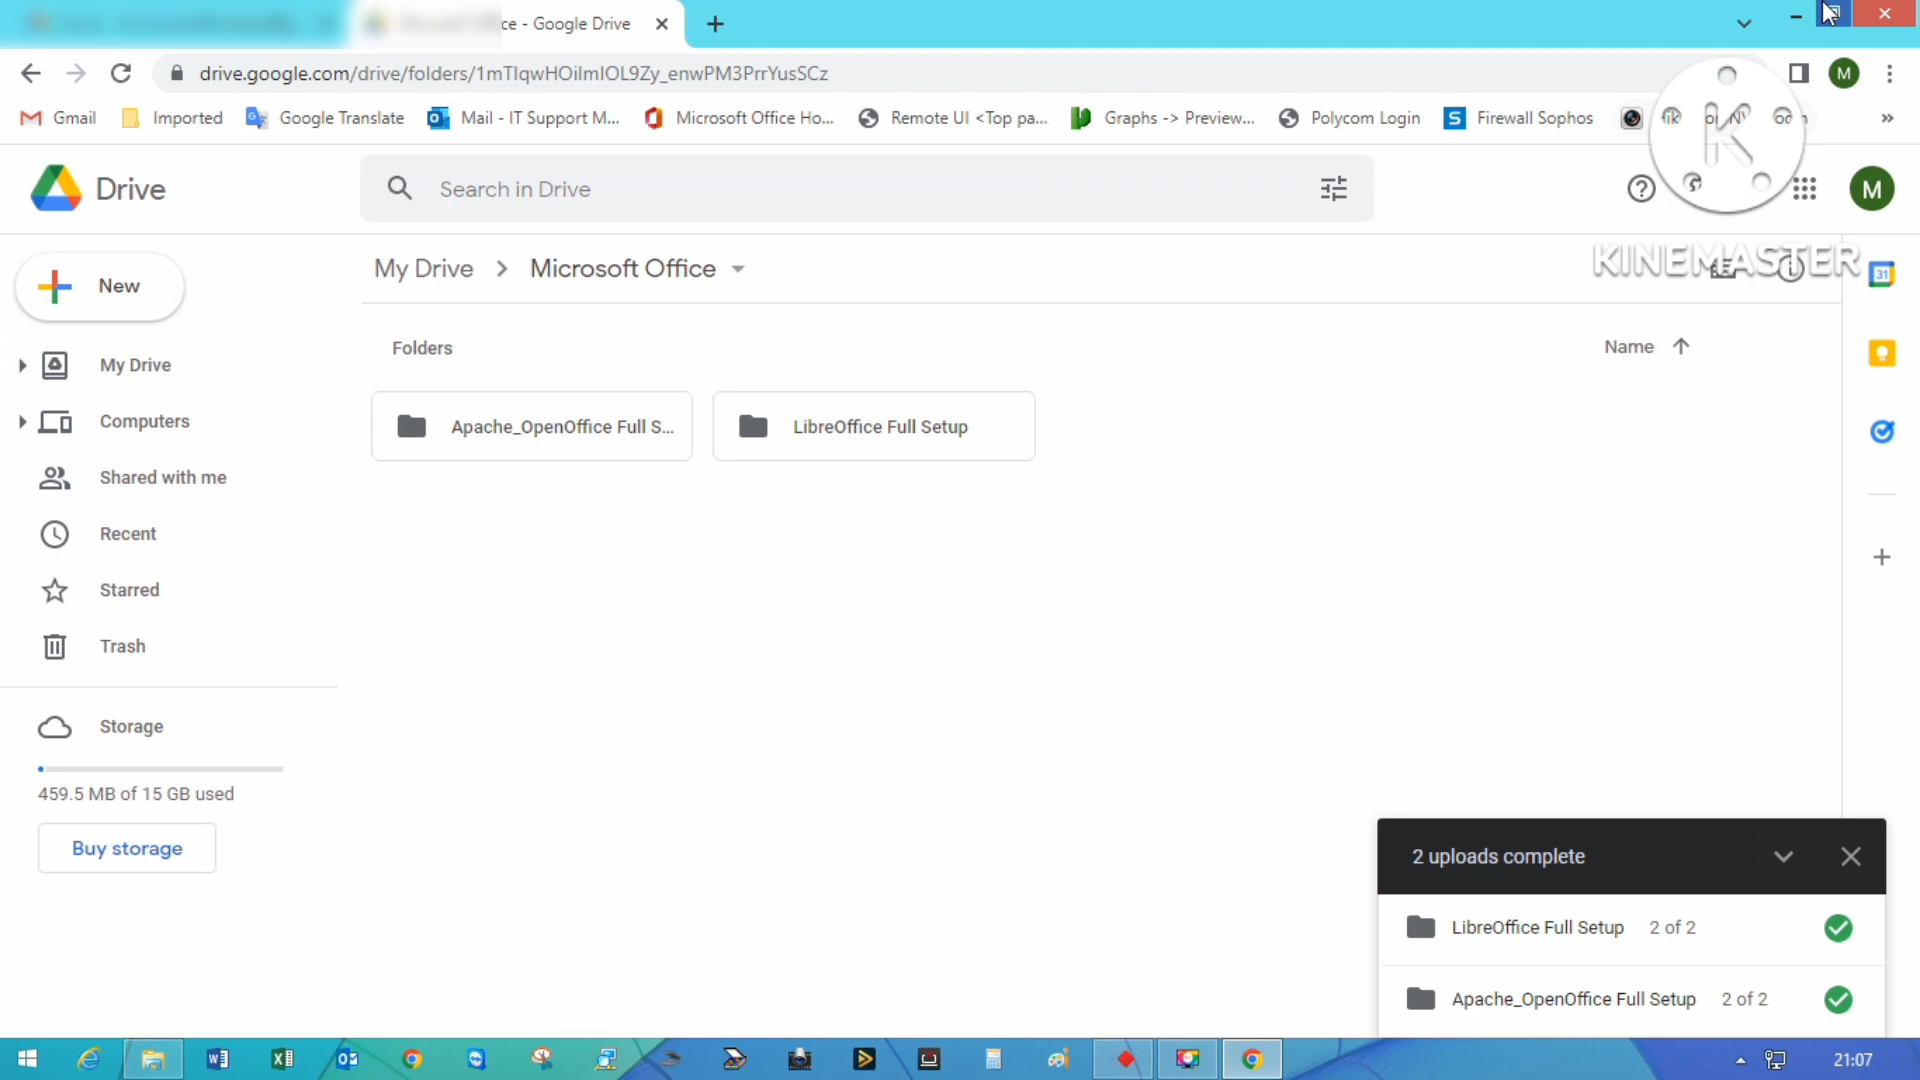 ce - Google Drive
drive.google.com/drive/folders/1mTIqwHOilmIOL9Zy_enwPM3PrrYusSCz
M
Gmail Imported Google Translate Mail - IT Support M... Microsoft Office Ho... Remote UI <Top pa... Graphs -> Preview... Polycom Login Firewall Sophos
K
Drive
Search in Drive
M
KINEMASTER
New
My Drive > Microsoft Office
31
Folders
Name
My Drive
Apache_OpenOffice Full S...
LibreOffice Full Setup
Computers
Shared with me
Recent
Starred
Trash
Storage
459.5 MB of 15 GB used
Buy storage
2 uploads complete
LibreOffice Full Setup 2 of 2
Apache_OpenOffice Full Setup 2 of 2
21:07